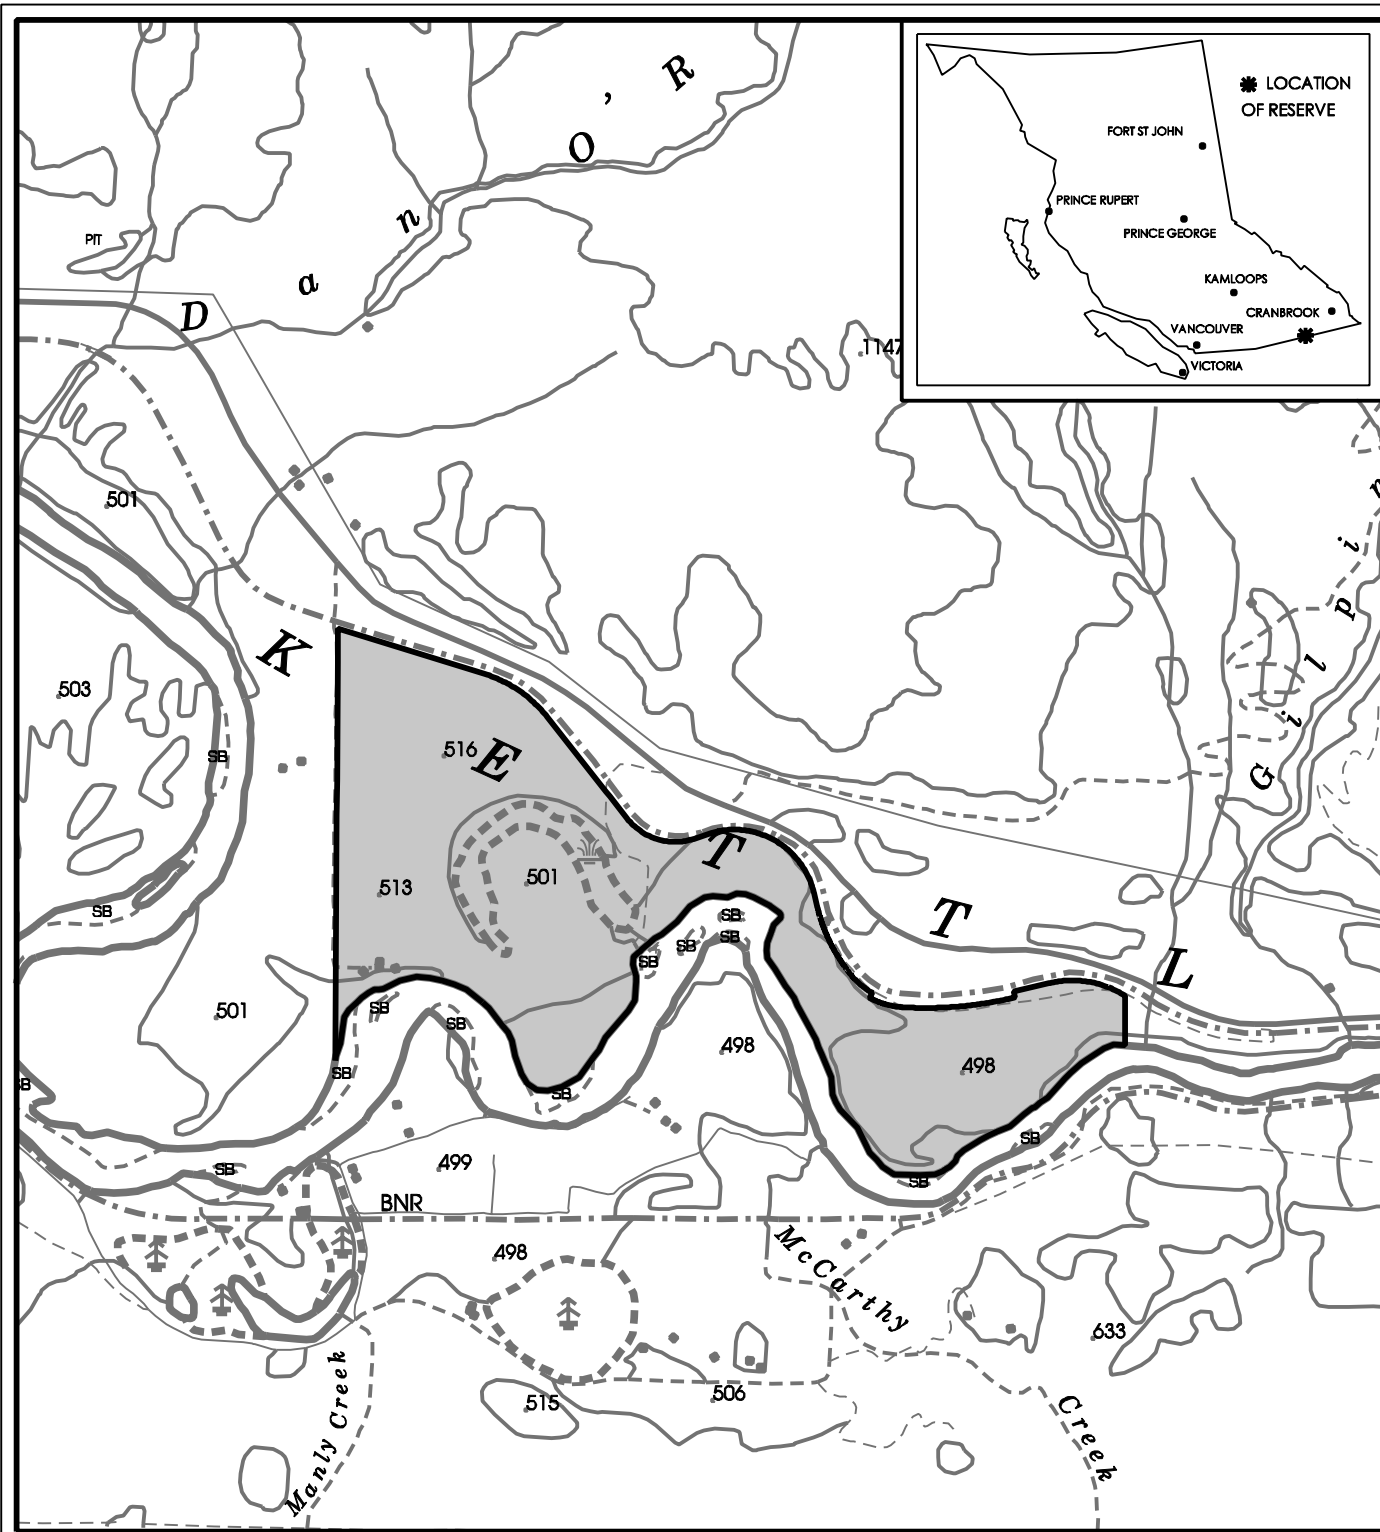 LOCATION
OF RESERVE
FORT ST JOHN
PRINCE RUPERT
PRINCE GEORGE
KAMLOOPS
CRANBROOK
VANCOUVER
VICTORIA
D a n O ' R
PIT
1147
501
K E T T L
G i l p i n
503
516
SB
513
501
SB
SB
SB
SB
SB
SB
501
SB
SB
498
498
SB
SB
SB
SB
SB
SB
499
BNR
498
McCarthy
Creek
633
Manly Creek
515
506